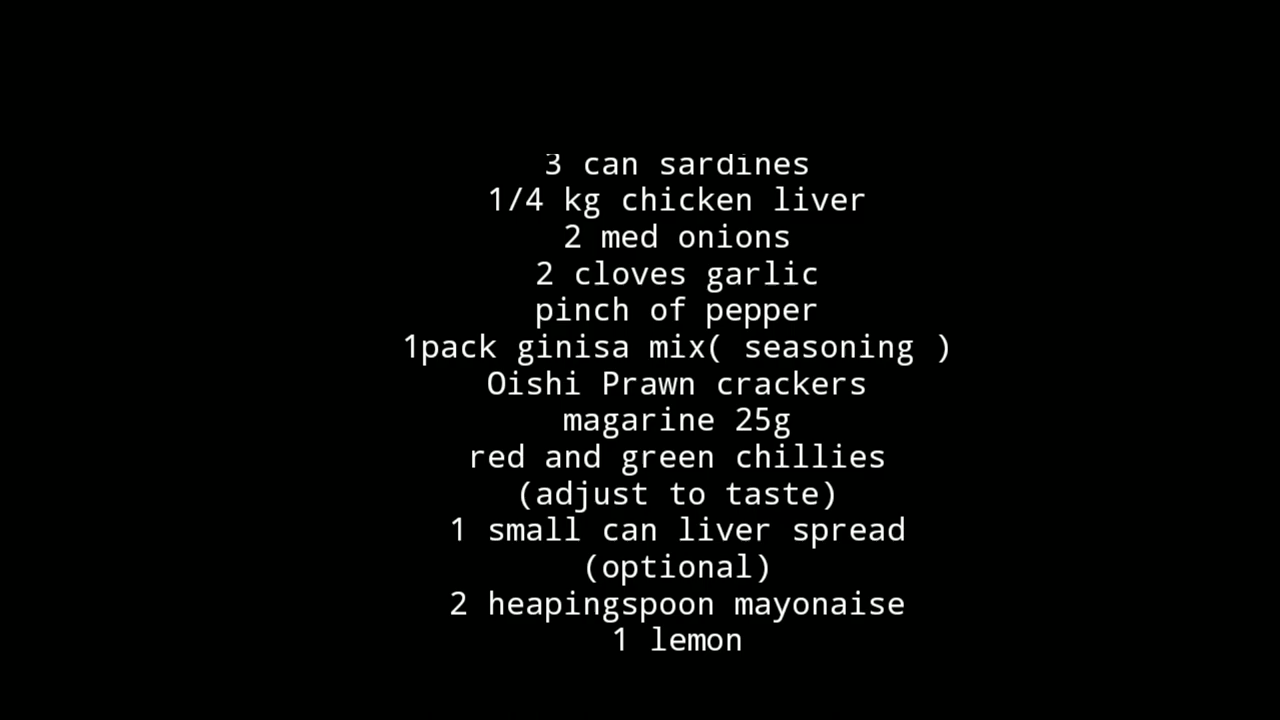 3 can sardines
1/4 kg chicken liver
2 med onions
2 cloves garlic
pinch of pepper
1pack ginisa mix( seasoning )
Oishi Prawn crackers
magarine 25g
red and green chillies
(adjust to taste)
1 small can liver spread
(optional)
2 heapingspoon mayonaise
1 lemon